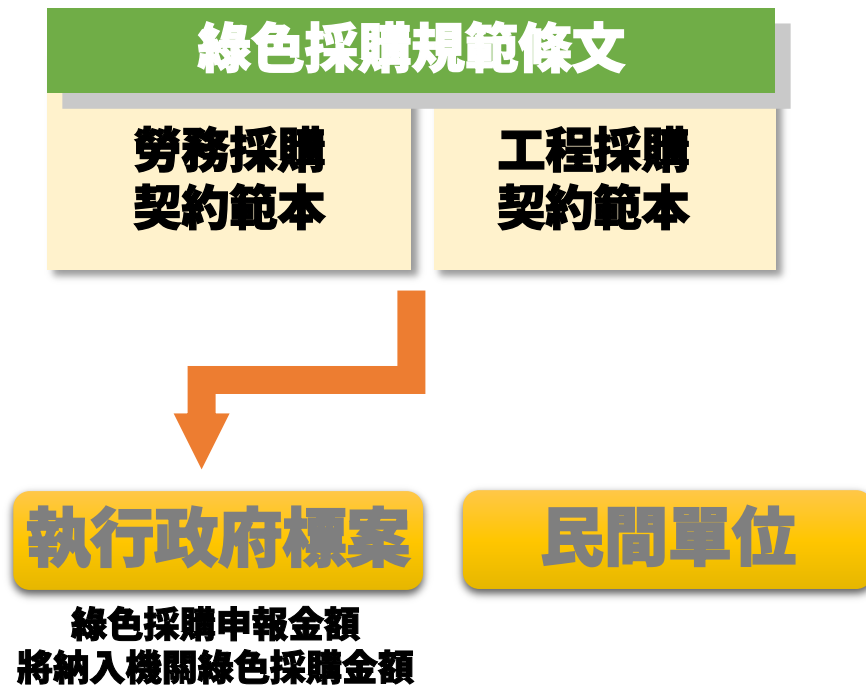 綠色採購規範條文
勞務採購
契約範本
工程採購
契約範本
執行政府標案
民間單位
綠色採購申報金額
將納入機關綠色採購金額